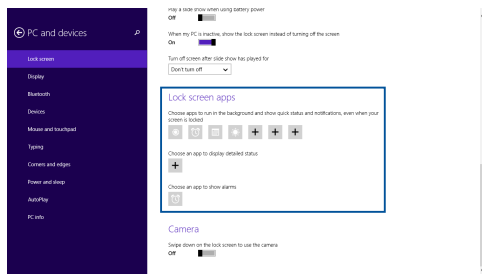 PC and devices
Lock screen
Display
Bluetooth
Devices
Mouse and touchpad
Typing
Corners and edges
Power and sleep
AutoPlay
PC info
Play a slide show when using battery power
Off
When my PC is inactive, show the lock screen instead of turning off the screen
On
Turn off screen after slide show has played for
Don't turn off
Lock screen apps
Choose apps to run in the background and show quick status and notifications, even when your
screen is locked
Choose an app to display detailed status
Choose an app to show alarms
Camera
Swipe down on the lock screen to use the camera
Off